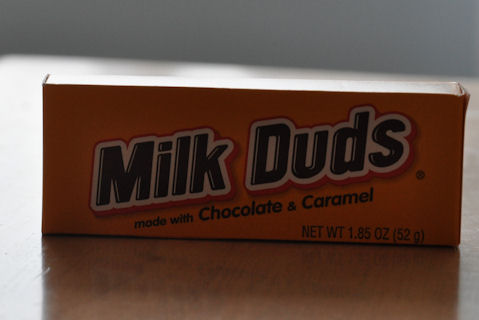 Milk Duds®
made with Chocolate & Caramel
NET WT 1.85 OZ (52 g)